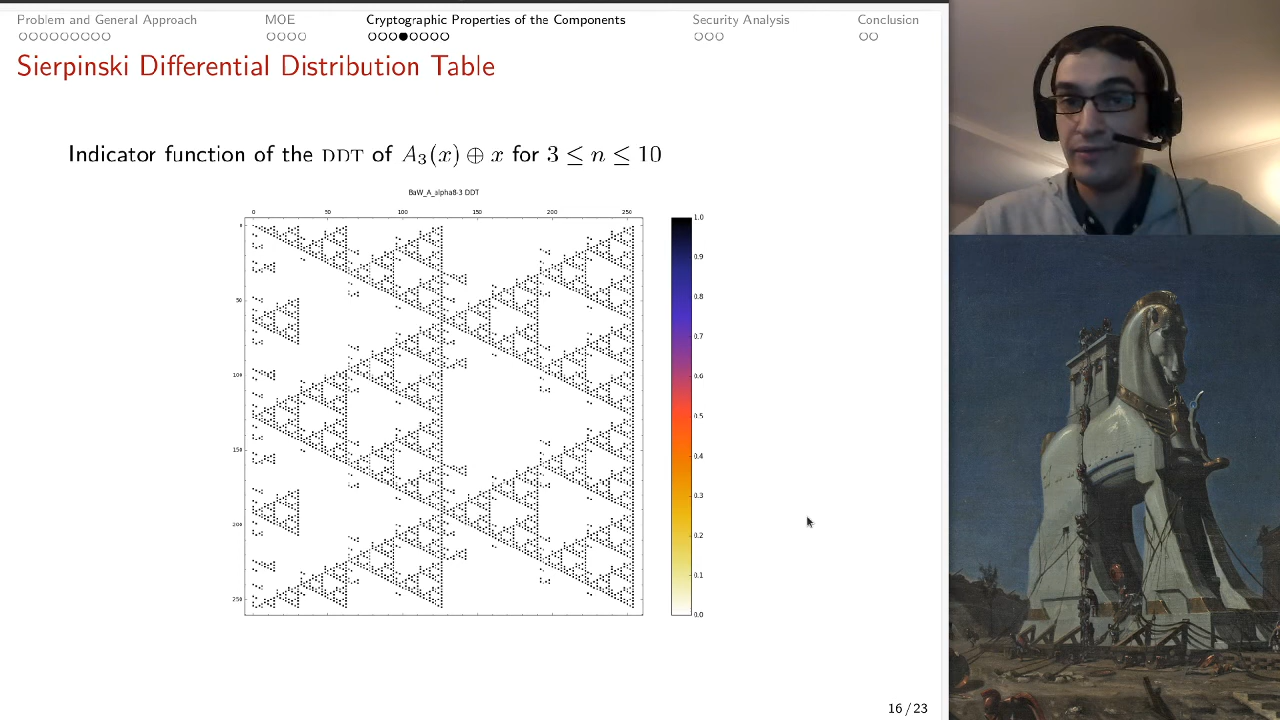 Problem and General Approach MOE Cryptographic Properties of the Components Security Analysis Conclusion
Sierpinski Differential Distribution Table
Indicator function of the DDT of A₃(x) ⊕ x for 3 ≤ n ≤ 10
BaW_A_alpha8-3 DDT
0 50 100 150 200 250
0
50
100
150
200
250
1.0
0.9
0.8
0.7
0.6
0.5
0.4
0.3
0.2
0.1
0.0
16 / 23